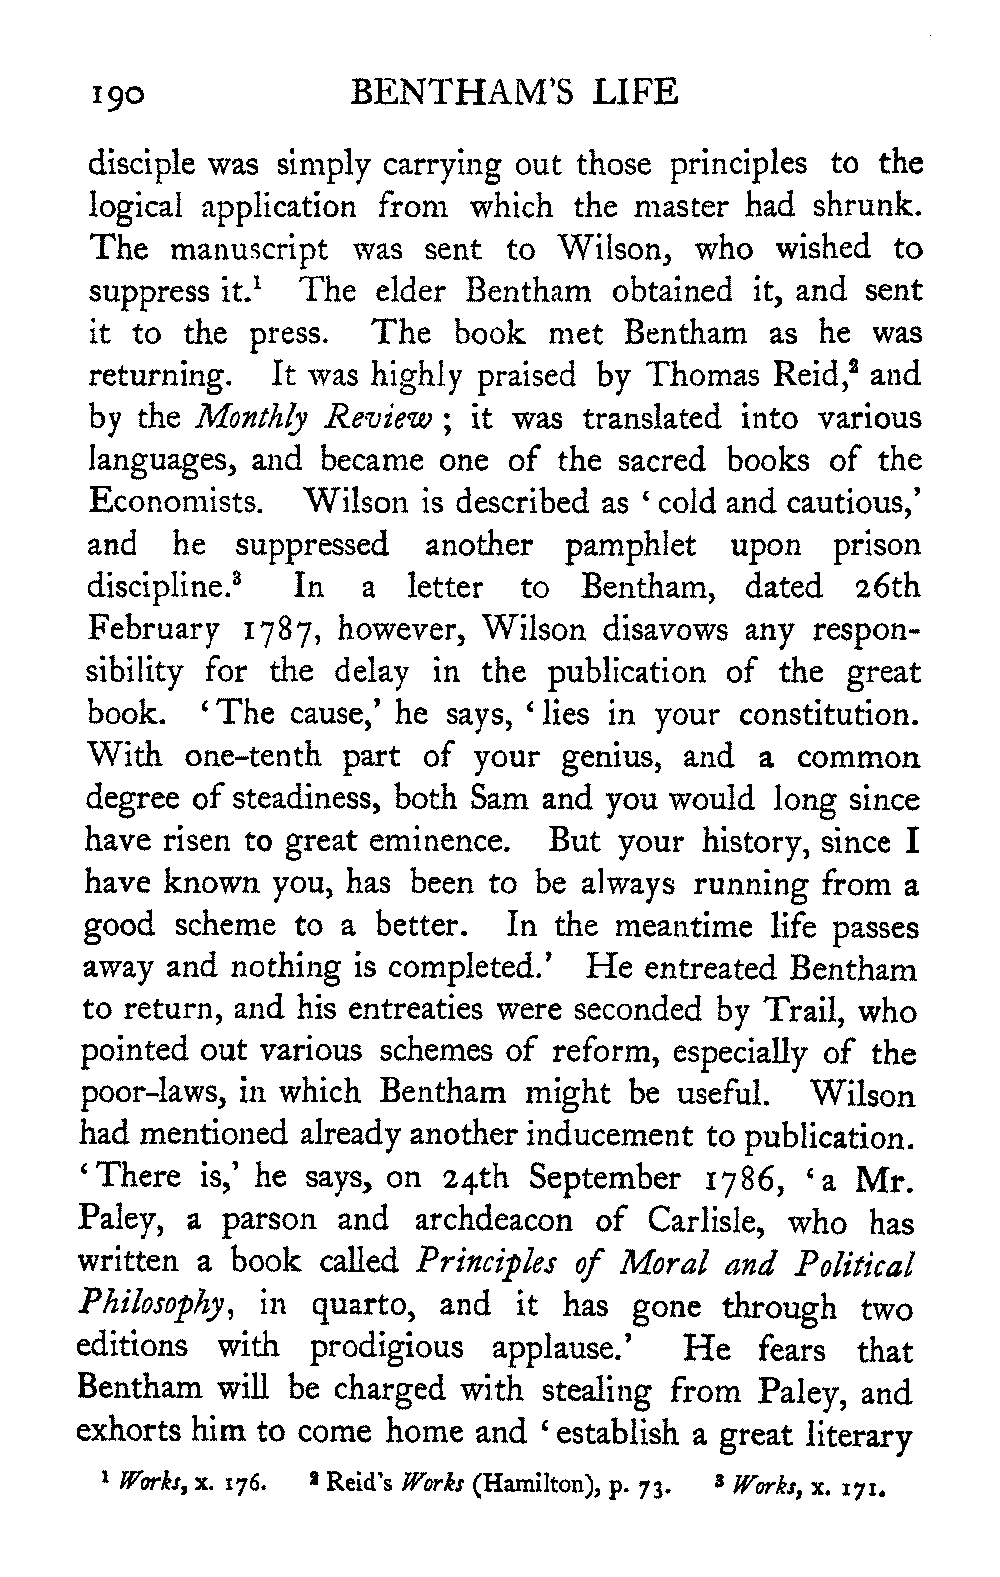 190 BENTHAM'S LIFE
disciple was simply carrying out those principles to the
logical application from which the master had shrunk.
The manuscript was sent to Wilson, who wished to
suppress it.¹ The elder Bentham obtained it, and sent
it to the press. The book met Bentham as he was
returning. It was highly praised by Thomas Reid,² and
by the Monthly Review ; it was translated into various
languages, and became one of the sacred books of the
Economists. Wilson is described as ‘ cold and cautious,’
and he suppressed another pamphlet upon prison
discipline.³ In a letter to Bentham, dated 26th
February 1787, however, Wilson disavows any respon-
sibility for the delay in the publication of the great
book. ‘ The cause,’ he says, ‘ lies in your constitution.
With one-tenth part of your genius, and a common
degree of steadiness, both Sam and you would long since
have risen to great eminence. But your history, since I
have known you, has been to be always running from a
good scheme to a better. In the meantime life passes
away and nothing is completed.’ He entreated Bentham
to return, and his entreaties were seconded by Trail, who
pointed out various schemes of reform, especially of the
poor-laws, in which Bentham might be useful. Wilson
had mentioned already another inducement to publication.
‘ There is,’ he says, on 24th September 1786, ‘ a Mr.
Paley, a parson and archdeacon of Carlisle, who has
written a book called Principles of Moral and Political
Philosophy, in quarto, and it has gone through two
editions with prodigious applause.’ He fears that
Bentham will be charged with stealing from Paley, and
exhorts him to come home and ‘ establish a great literary
¹ Works, x. 176. ² Reid's Works (Hamilton), p. 73. ³ Works, x. 171.